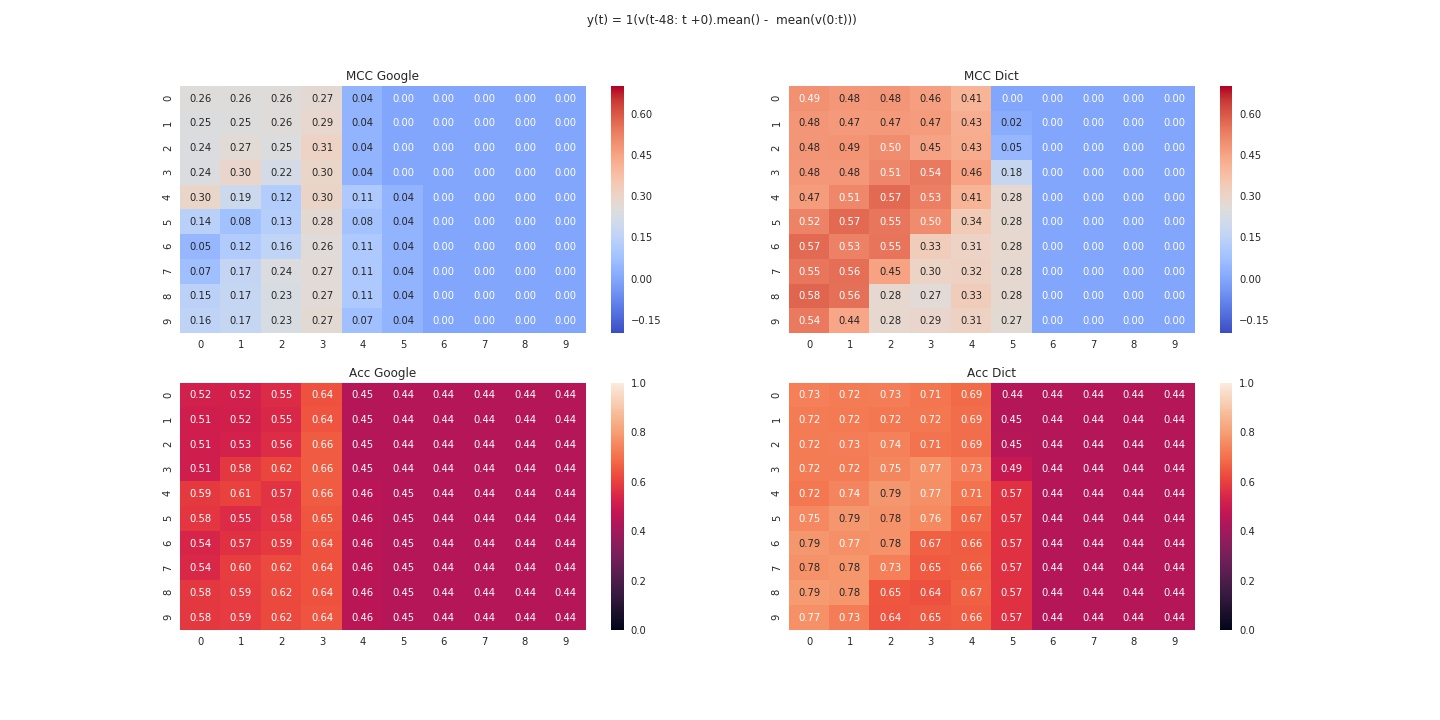 y(t) = 1(v(t-48: t +0).mean() -  mean(v(0:t)))
MCC Google
0 0.26 0.26 0.26 0.27 0.04 0.00 0.00 0.00 0.00 0.00
1 0.25 0.25 0.26 0.29 0.04 0.00 0.00 0.00 0.00 0.00
2 0.24 0.27 0.25 0.31 0.04 0.00 0.00 0.00 0.00 0.00
3 0.24 0.30 0.22 0.30 0.04 0.00 0.00 0.00 0.00 0.00
4 0.30 0.19 0.12 0.30 0.11 0.04 0.00 0.00 0.00 0.00
5 0.14 0.08 0.13 0.28 0.08 0.04 0.00 0.00 0.00 0.00
6 0.05 0.12 0.16 0.26 0.11 0.04 0.00 0.00 0.00 0.00
7 0.07 0.17 0.24 0.27 0.11 0.04 0.00 0.00 0.00 0.00
8 0.15 0.17 0.23 0.27 0.11 0.04 0.00 0.00 0.00 0.00
9 0.16 0.17 0.23 0.27 0.07 0.04 0.00 0.00 0.00 0.00
0 1 2 3 4 5 6 7 8 9
0.60
0.45
0.30
0.15
0.00
−0.15
MCC Dict
0 0.49 0.48 0.48 0.46 0.41 0.00 0.00 0.00 0.00 0.00
1 0.48 0.47 0.47 0.47 0.43 0.02 0.00 0.00 0.00 0.00
2 0.48 0.49 0.50 0.45 0.43 0.05 0.00 0.00 0.00 0.00
3 0.48 0.48 0.51 0.54 0.46 0.18 0.00 0.00 0.00 0.00
4 0.47 0.51 0.57 0.53 0.41 0.28 0.00 0.00 0.00 0.00
5 0.52 0.57 0.55 0.50 0.34 0.28 0.00 0.00 0.00 0.00
6 0.57 0.53 0.55 0.33 0.31 0.28 0.00 0.00 0.00 0.00
7 0.55 0.56 0.45 0.30 0.32 0.28 0.00 0.00 0.00 0.00
8 0.58 0.56 0.28 0.27 0.33 0.28 0.00 0.00 0.00 0.00
9 0.54 0.44 0.28 0.29 0.31 0.27 0.00 0.00 0.00 0.00
0 1 2 3 4 5 6 7 8 9
0.60
0.45
0.30
0.15
0.00
−0.15
Acc Google
0 0.52 0.52 0.55 0.64 0.45 0.44 0.44 0.44 0.44 0.44
1 0.51 0.52 0.55 0.64 0.45 0.44 0.44 0.44 0.44 0.44
2 0.51 0.53 0.56 0.66 0.45 0.44 0.44 0.44 0.44 0.44
3 0.51 0.58 0.62 0.66 0.45 0.44 0.44 0.44 0.44 0.44
4 0.59 0.61 0.57 0.66 0.46 0.45 0.44 0.44 0.44 0.44
5 0.58 0.55 0.58 0.65 0.46 0.45 0.44 0.44 0.44 0.44
6 0.54 0.57 0.59 0.64 0.46 0.45 0.44 0.44 0.44 0.44
7 0.54 0.60 0.62 0.64 0.46 0.45 0.44 0.44 0.44 0.44
8 0.58 0.59 0.62 0.64 0.46 0.45 0.44 0.44 0.44 0.44
9 0.58 0.59 0.62 0.64 0.46 0.45 0.44 0.44 0.44 0.44
0 1 2 3 4 5 6 7 8 9
1.0
0.8
0.6
0.4
0.2
0.0
Acc Dict
0 0.73 0.72 0.73 0.71 0.69 0.44 0.44 0.44 0.44 0.44
1 0.72 0.72 0.72 0.72 0.69 0.45 0.44 0.44 0.44 0.44
2 0.72 0.73 0.74 0.71 0.69 0.45 0.44 0.44 0.44 0.44
3 0.72 0.72 0.75 0.77 0.73 0.49 0.44 0.44 0.44 0.44
4 0.72 0.74 0.79 0.77 0.71 0.57 0.44 0.44 0.44 0.44
5 0.75 0.79 0.78 0.76 0.67 0.57 0.44 0.44 0.44 0.44
6 0.79 0.77 0.78 0.67 0.66 0.57 0.44 0.44 0.44 0.44
7 0.78 0.78 0.73 0.65 0.66 0.57 0.44 0.44 0.44 0.44
8 0.79 0.78 0.65 0.64 0.67 0.57 0.44 0.44 0.44 0.44
9 0.77 0.73 0.64 0.65 0.66 0.57 0.44 0.44 0.44 0.44
0 1 2 3 4 5 6 7 8 9
1.0
0.8
0.6
0.4
0.2
0.0